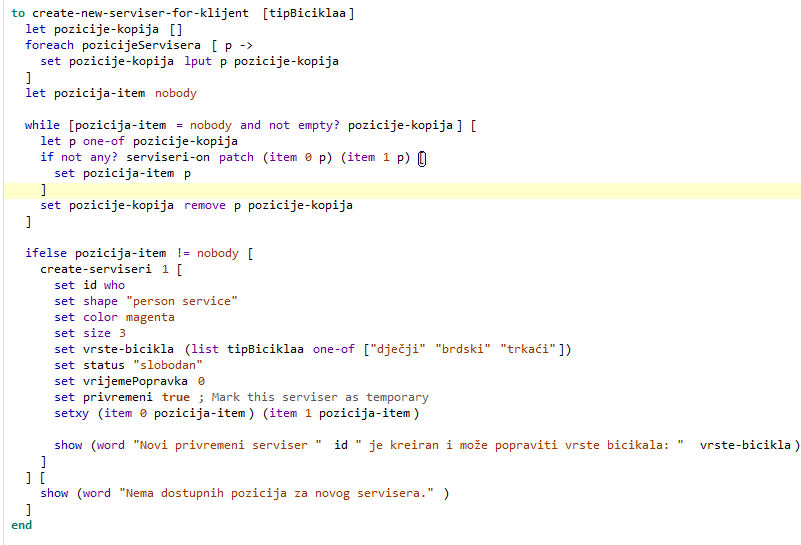 to create-new-serviser-for-klijent [tipBiciklaa]
let pozicije-kopija []
foreach pozicijeServisera [ p ->
set pozicije-kopija lput p pozicije-kopija
]
let pozicija-item nobody
while [pozicija-item = nobody and not empty? pozicije-kopija] [
let p one-of pozicije-kopija
if not any? serviseri-on patch (item 0 p) (item 1 p) [
set pozicija-item p
]
set pozicije-kopija remove p pozicije-kopija
]
ifelse pozicija-item != nobody [
create-serviseri 1 [
set id who
set shape "person service"
set color magenta
set size 3
set vrste-bicikla (list tipBiciklaa one-of ["dječji" "brdski" "trkaći"])
set status "slobodan"
set vrijemePopravka 0
set privremeni true ; Mark this serviser as temporary
setxy (item 0 pozicija-item) (item 1 pozicija-item)
show (word "Novi privremeni serviser " id " je kreiran i može popraviti vrste bicikala: " vrste-bicikla)
]
] [
show (word "Nema dostupnih pozicija za novog servisera." )
]
end